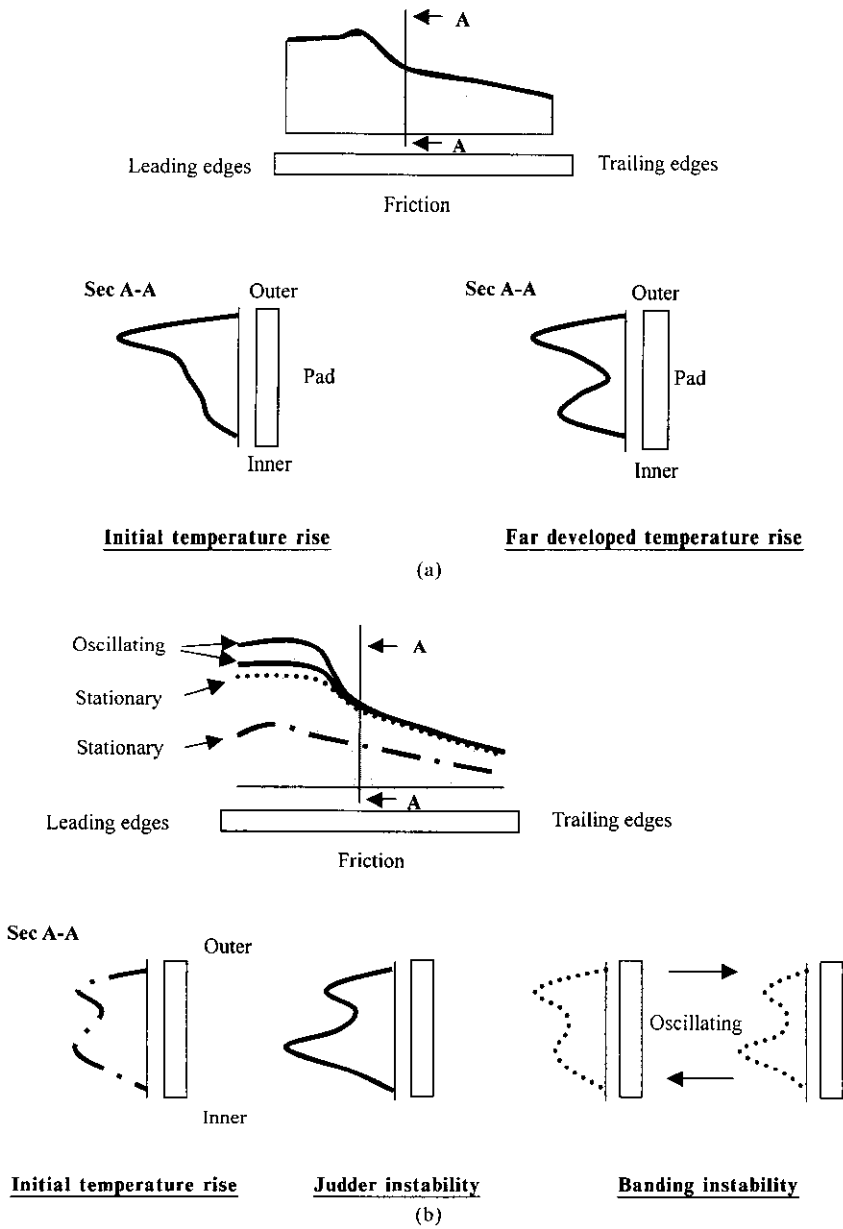 A
A
Leading edges
Trailing edges
Friction
Sec A-A
Outer
Pad
Inner
Sec A-A
Outer
Pad
Inner
Initial temperature rise
Far developed temperature rise
(a)
Oscillating
Stationary
Stationary
A
A
Leading edges
Trailing edges
Friction
Sec A-A
Outer
Inner
Oscillating
Initial temperature rise
Judder instability
Banding instability
(b)